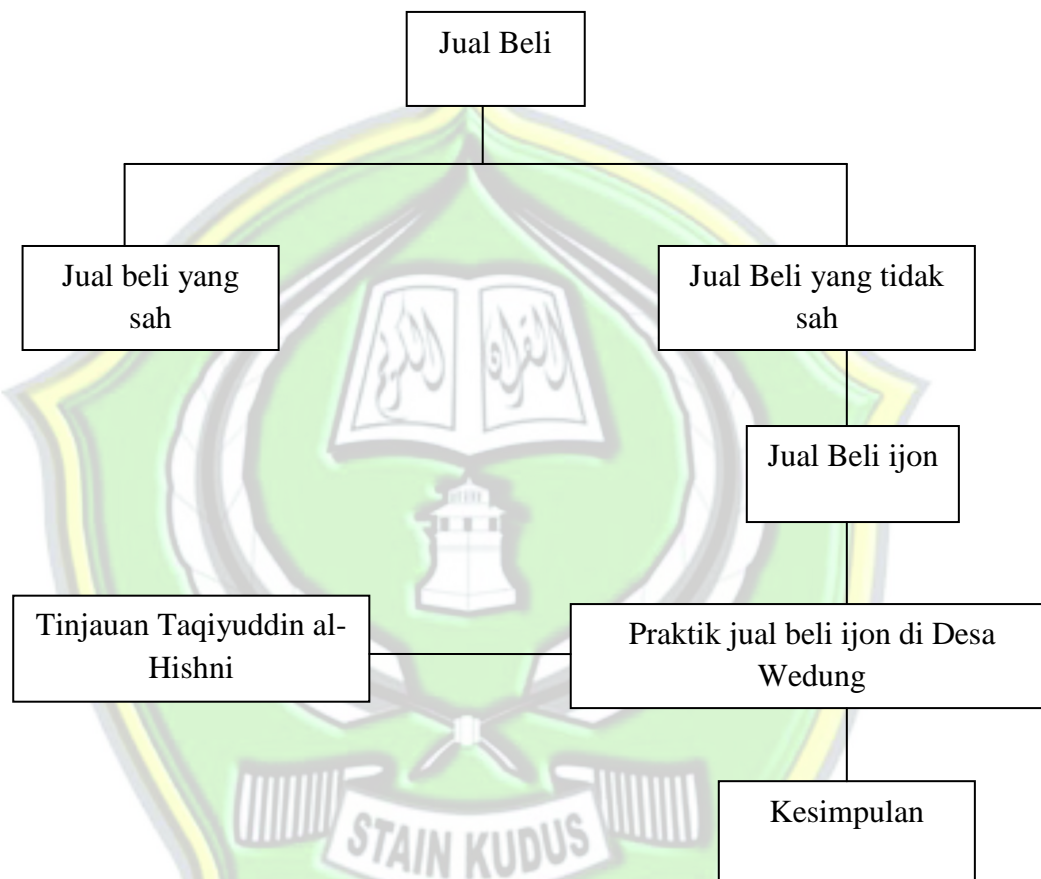 Jual Beli
Jual beli yang
sah
Jual Beli yang tidak
sah
Jual Beli ijon
Tinjauan Taqiyuddin al-
Hishni
Praktik jual beli ijon di Desa
Wedung
Kesimpulan
STAIN KUDUS